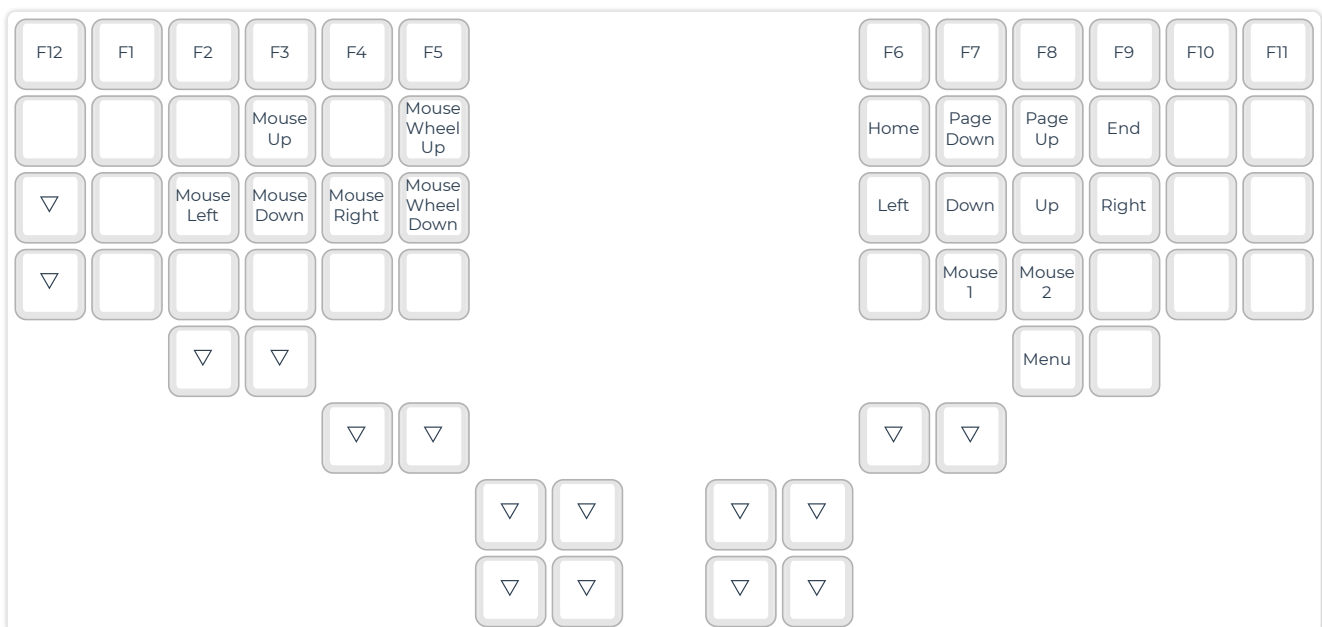 F12 F1 F2 F3 F4 F5 F6 F7 F8 F9 F10 F11
Mouse Up
Mouse Wheel Up
Home
Page Down
Page Up
End
▽
Mouse Left
Mouse Down
Mouse Right
Mouse Wheel Down
Left Down Up Right
▽
Mouse 1
Mouse 2
▽ ▽ Menu
▽ ▽ ▽ ▽
▽ ▽ ▽ ▽
▽ ▽ ▽ ▽